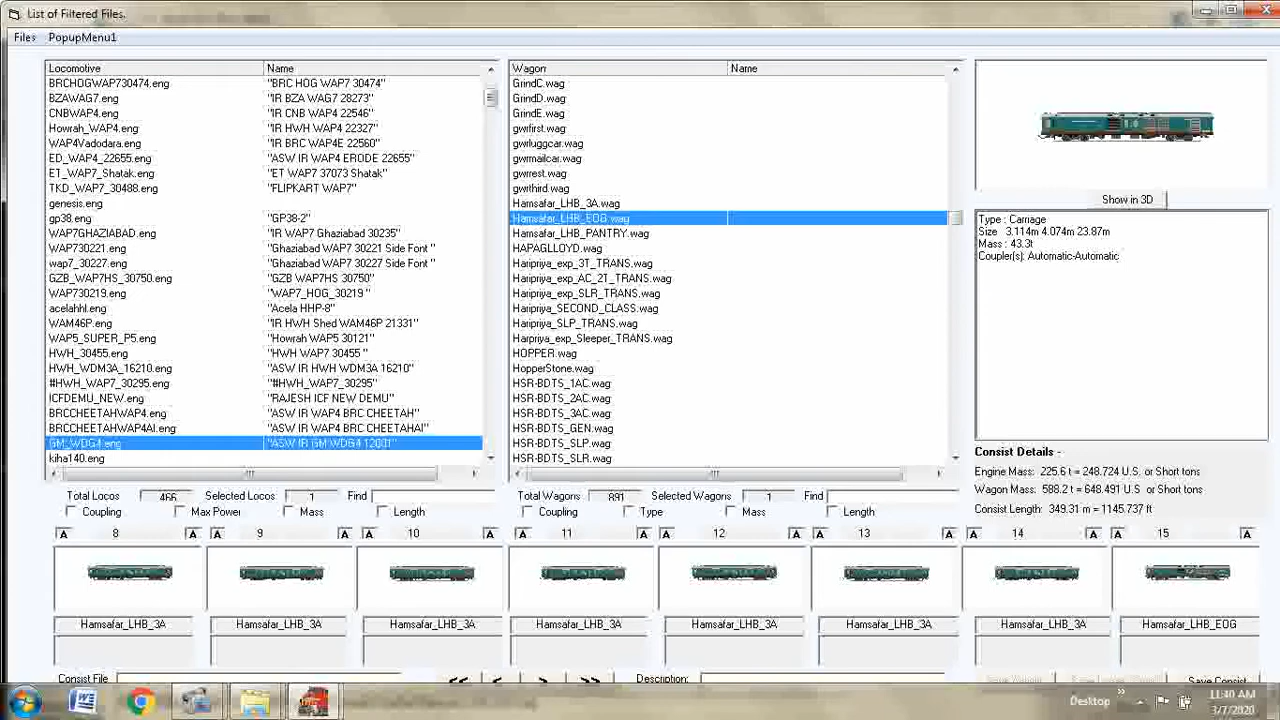 List of Filtered Files.
Files PopupMenu1
Locomotive Name
BRCHOGWAP730474.eng "BRC HOG WAP7 30474"
BZAWAG7.eng "IR BZA WAG7 28273"
CNBWAP4.eng "IR CNB WAP4 22546"
Howrah_WAP4.eng "IR HWH WAP4 22327"
WAP4Vadodara.eng "IR BRC WAP4E 22560"
ED_WAP4_22655.eng "ASW IR WAP4 ERODE 22655"
ET_WAP7_Shatak.eng "ET WAP7 37073 Shatak"
TKD_WAP7_30488.eng "FLIPKART WAP7"
genesis.eng
gp38.eng "GP38-2"
WAP7GHAZIABAD.eng "IR WAP7 Ghaziabad 30235"
WAP730221.eng "Ghaziabad WAP7 30221 Side Font "
wap7_30227.eng "Ghaziabad WAP7 30227 Side Font "
GZB_WAP7HS_30750.eng "GZB WAP7HS 30750"
WAP730219.eng "WAP7_HOG_30219 "
acelahhl.eng "Acela HHP-8"
WAM46P.eng "IR HWH Shed WAM46P 21331"
WAP5_SUPER_P5.eng "Howrah WAP5 30121"
HWH_30455.eng "HWH WAP7 30455 "
HWH_WDM3A_16210.eng "ASW IR HWH WDM3A 16210"
#HWH_WAP7_30295.eng "#HWH_WAP7_30295"
ICFDEMU_NEW.eng "RAJESH ICF NEW DEMU"
BRCCHEETAHWAP4.eng "ASW IR WAP4 BRC CHEETAH"
BRCCHEETAHWAP4AI.eng "ASW IR WAP4 BRC CHEETAHAI"
GM_WDG4.eng "ASW IR GM WDG4 12001"
kiha140.eng
Wagon Name
GrindC.wag
GrindD.wag
GrindE.wag
gwrfirst.wag
gwrluggcar.wag
gwrmailcar.wag
gwrrest.wag
gwrthird.wag
Hamsafar_LHB_3A.wag
Hamsafar_LHB_EOG.wag
Hamsafar_LHB_PANTRY.wag
HAPAGLLOYD.wag
Haripriya_exp_3T_TRANS.wag
Haripriya_exp_AC_2T_TRANS.wag
Haripriya_exp_SLR_TRANS.wag
Haripriya_SECOND_CLASS.wag
Haripriya_SLP_TRANS.wag
Harpriya_exp_Sleeper_TRANS.wag
HOPPER.wag
HopperStone.wag
HSR-BDTS_1AC.wag
HSR-BDTS_2AC.wag
HSR-BDTS_3AC.wag
HSR-BDTS_GEN.wag
HSR-BDTS_SLP.wag
HSR-BDTS_SLR.wag
Show in 3D
Type : Carriage
Size 3.114m 4.074m 23.87m
Mass : 43.3t
Coupler(s): Automatic-Automatic
Consist Details -
Engine Mass: 225.6 t = 248.724 U.S. or Short tons
Wagon Mass: 588.2 t = 648.491 U.S. or Short tons
Consist Length: 349.31 m = 1145.737 ft
Total Locos 466 Selected Locos 1 Find
Coupling Max Power Mass Length
Total Wagons 891 Selected Wagons 1 Find
Coupling Type Mass Length
A 8 A A 9 A A 10 A A 11 A A 12 A A 13 A A 14 A A 15 A
Hamsafar_LHB_3A Hamsafar_LHB_3A Hamsafar_LHB_3A Hamsafar_LHB_3A Hamsafar_LHB_3A Hamsafar_LHB_3A Hamsafar_LHB_3A Hamsafar_LHB_EOG
Consist File << < > >> Description: Save Consist
Desktop » 11:40 AM
3/7/2020